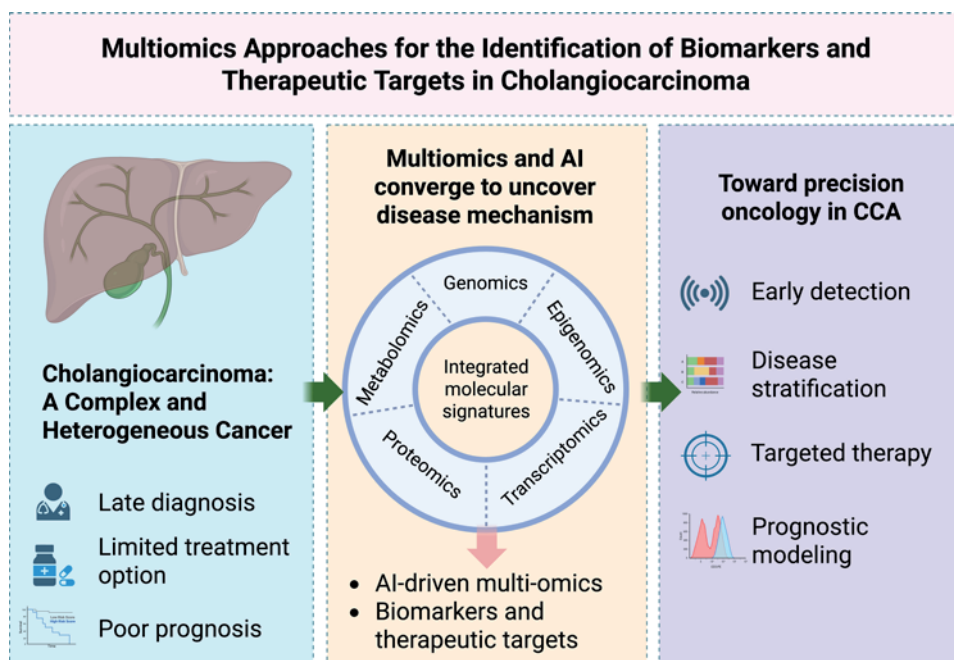 Multiomics Approaches for the Identification of Biomarkers and
Therapeutic Targets in Cholangiocarcinoma
Cholangiocarcinoma:
A Complex and
Heterogeneous Cancer
Late diagnosis
Limited treatment
option
Poor prognosis
Multiomics and AI
converge to uncover
disease mechanism
Genomics
Epigenomics
Transcriptomics
Proteomics
Metabolomics
Integrated
molecular
signatures
• AI-driven multi-omics
• Biomarkers and
therapeutic targets
Toward precision
oncology in CCA
Early detection
Disease
stratification
Targeted therapy
Prognostic
modeling